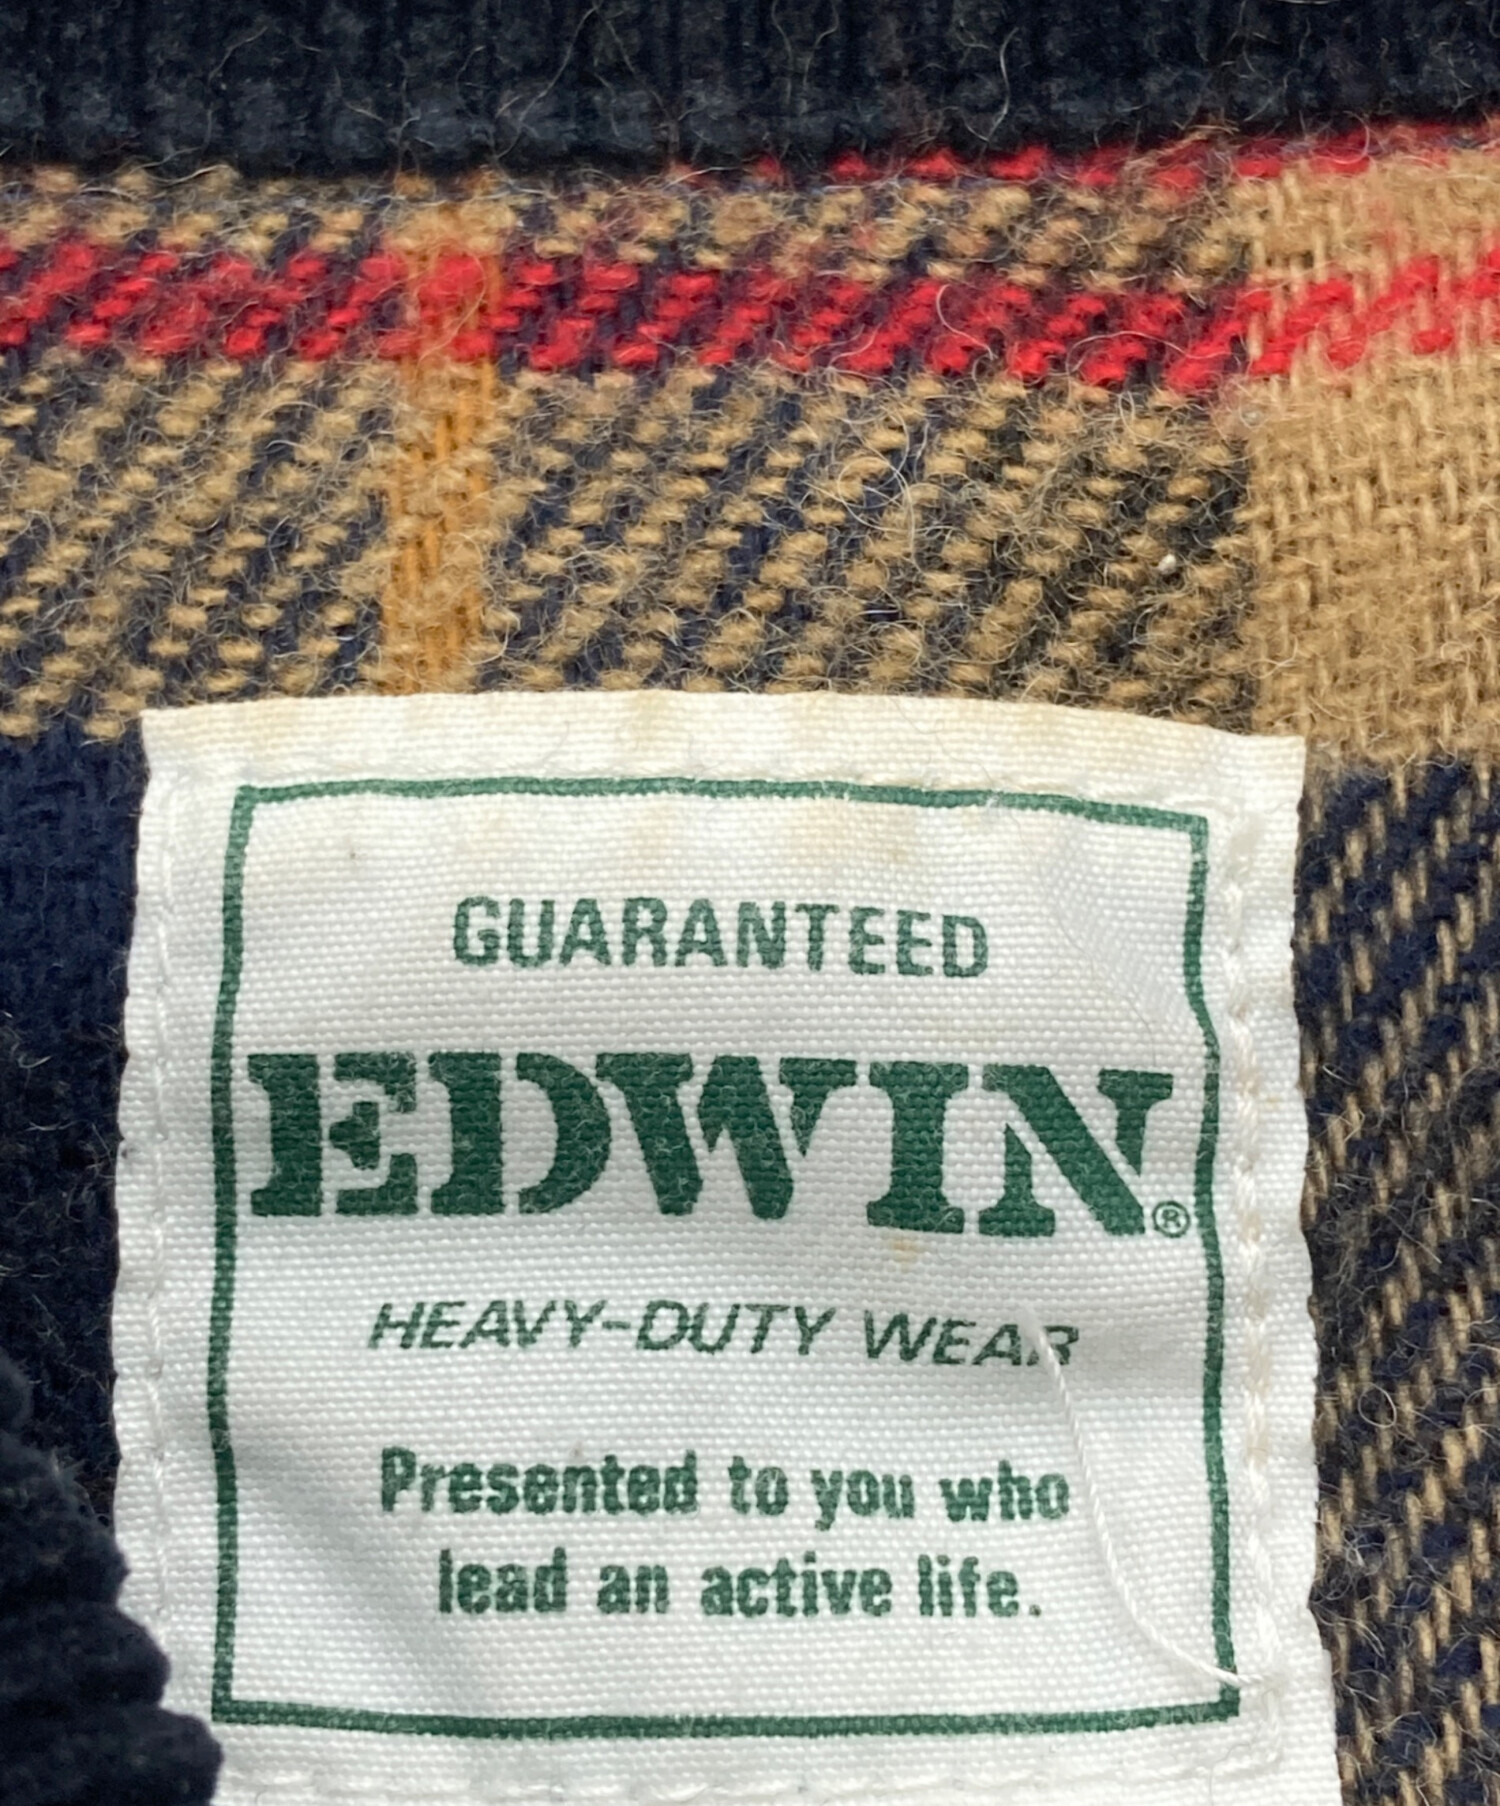 GUARANTEED
EDWIN®
HEAVY-DUTY WEAR
Presented to you who
lead an active life.